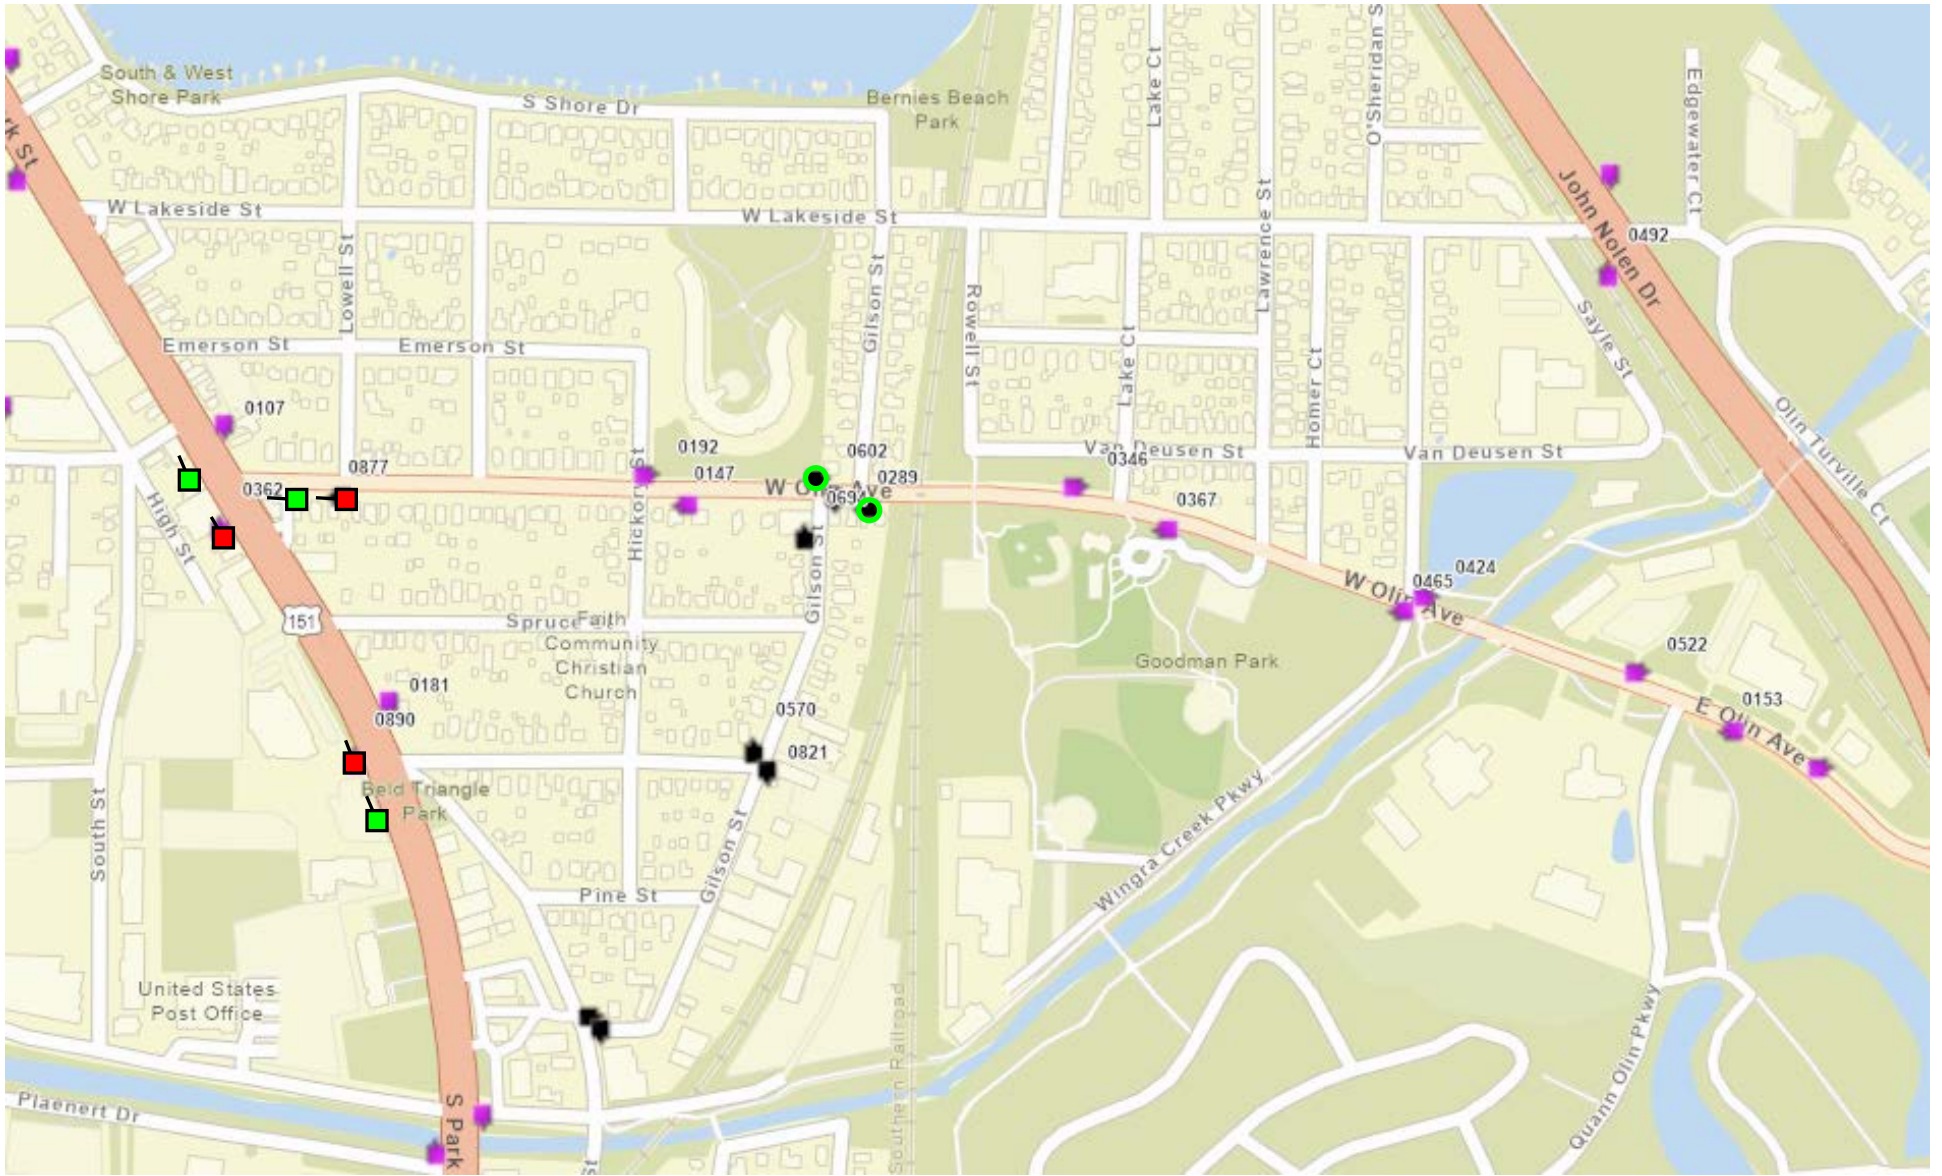 South & West
Shore Park
S Shore Dr
Bernies Beach
Park
Lake Ct
O'Sheridan S
Edgewater Ct
rk St
W Lakeside St
W Lakeside St
John Nolen Dr
0492
Lowell St
Gilson St
Lawrence St
Rowell St
Sayle St
Emerson St
Emerson St
Lake Ct
Homer Ct
0107
Olin Turville Ct
0192
0602
Van Deusen St
Van Deusen St
0346
0877
0147
0289
0362
W Olin Ave
0694
0367
High St
Hickory St
Gilson St
W Olin Ave
0465
0424
151
Spruce St
Faith
Community
Christian
Church
Goodman Park
0522
0181
0890
0570
0153
E Olin Ave
0821
Beld Triangle
Park
South St
Gilson St
Wingra Creek Pkwy
Pine St
United States
Post Office
Southern Railroad
Quann Olin Pkwy
Plaenert Dr
S Park
St